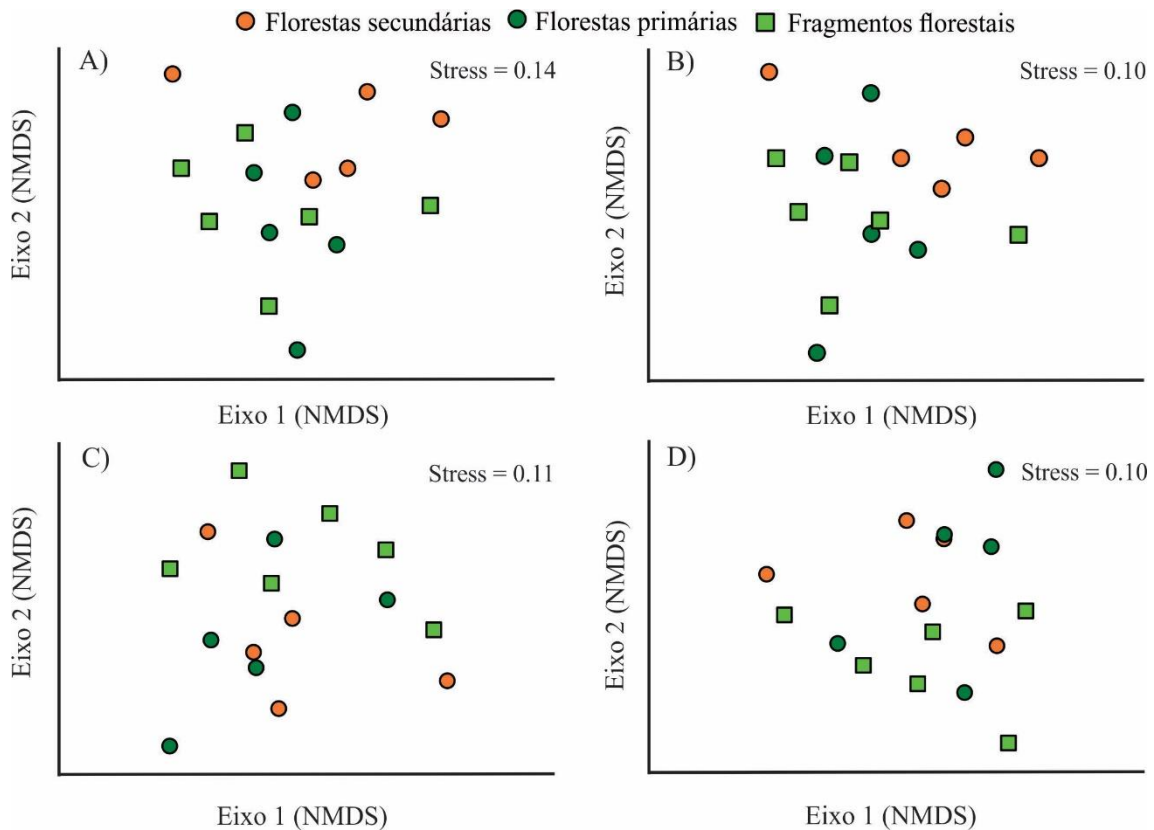 Florestas secundárias Florestas primárias Fragmentos florestais
A)
Stress = 0.14
Eixo 2 (NMDS)
Eixo 1 (NMDS)
B)
Stress = 0.10
Eixo 2 (NMDS)
Eixo 1 (NMDS)
C)
Stress = 0.11
Eixo 2 (NMDS)
Eixo 1 (NMDS)
D)
Stress = 0.10
Eixo 2 (NMDS)
Eixo 1 (NMDS)